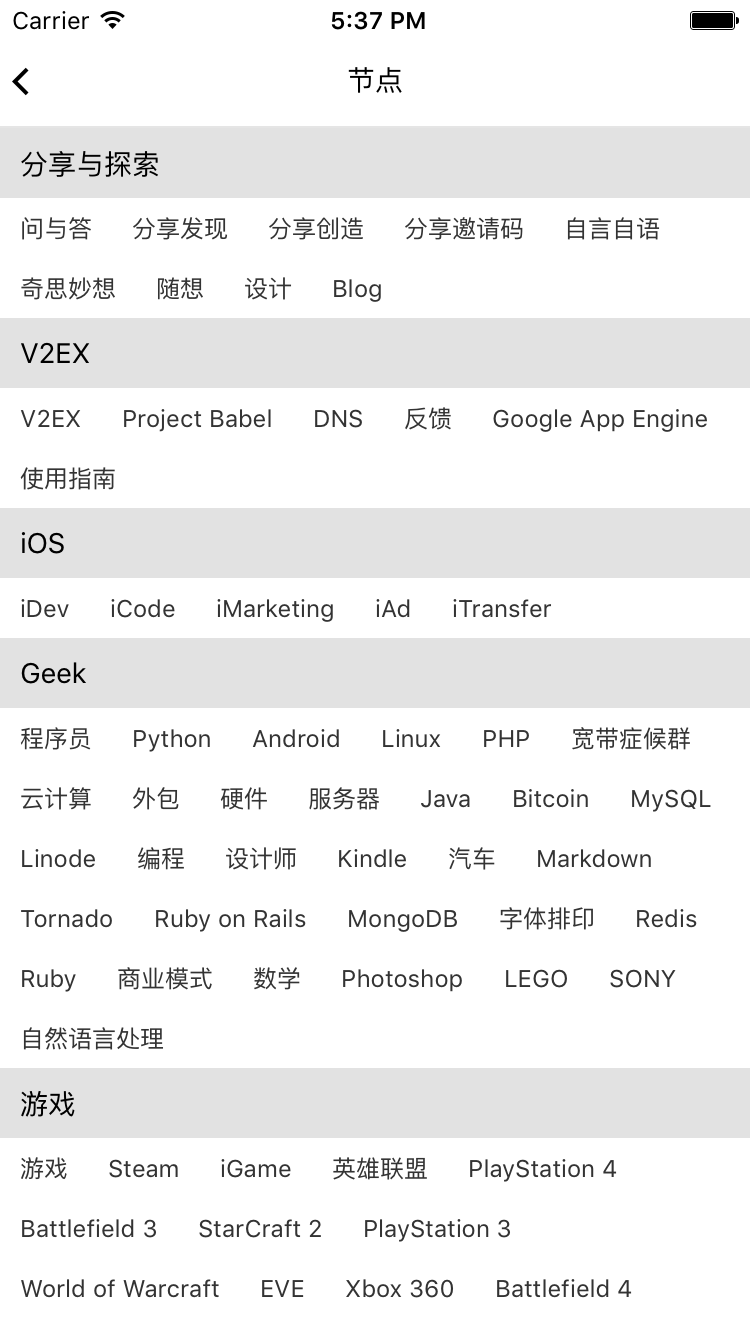 Carrier 5:37 PM
节点
分享与探索
问与答 分享发现 分享创造 分享邀请码 自言自语
奇思妙想 随想 设计 Blog
V2EX
V2EX Project Babel DNS 反馈 Google App Engine
使用指南
iOS
iDev iCode iMarketing iAd iTransfer
Geek
程序员 Python Android Linux PHP 宽带症候群
云计算 外包 硬件 服务器 Java Bitcoin MySQL
Linode 编程 设计师 Kindle 汽车 Markdown
Tornado Ruby on Rails MongoDB 字体排印 Redis
Ruby 商业模式 数学 Photoshop LEGO SONY
自然语言处理
游戏
游戏 Steam iGame 英雄联盟 PlayStation 4
Battlefield 3 StarCraft 2 PlayStation 3
World of Warcraft EVE Xbox 360 Battlefield 4